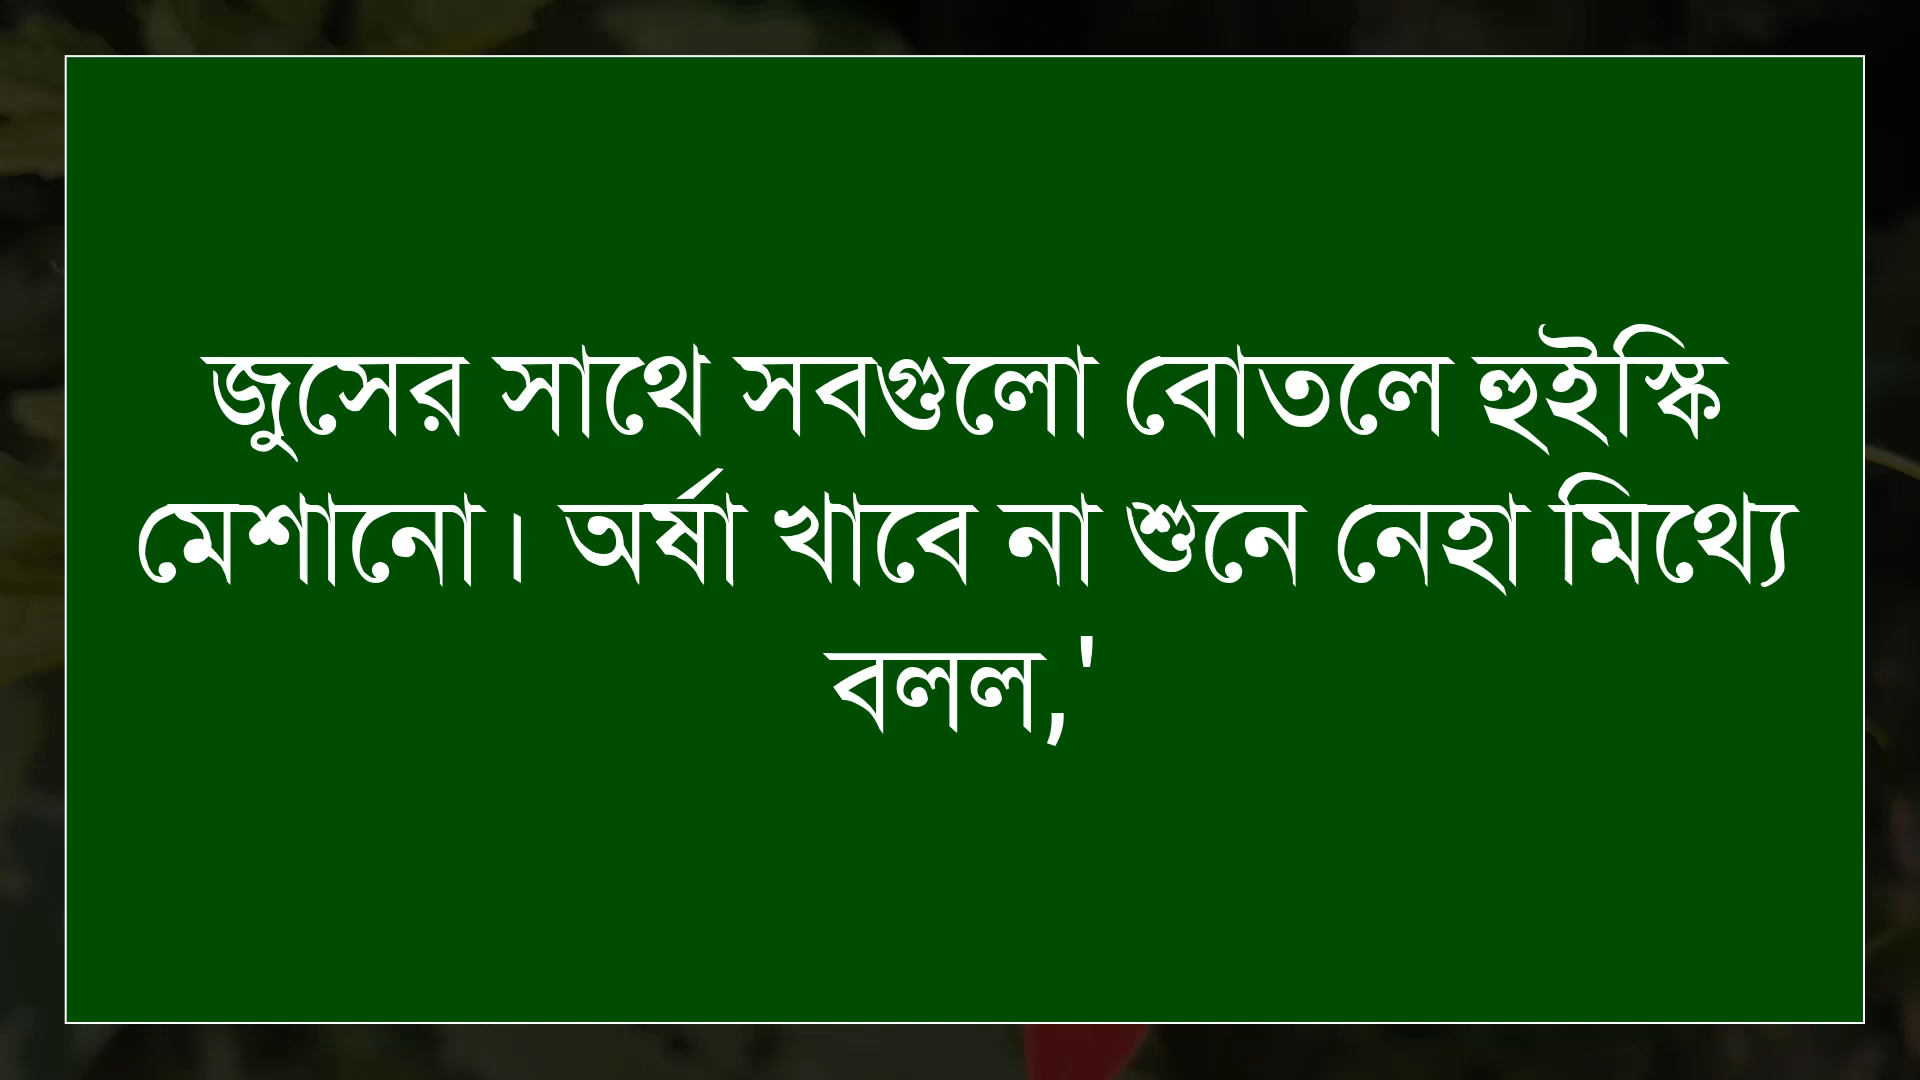 জুসের সাথে সবগুলো বোতলে হুইস্কি
মেশানো। অর্ষা খাবে না শুনে নেহা মিথ্যে
বলল,'